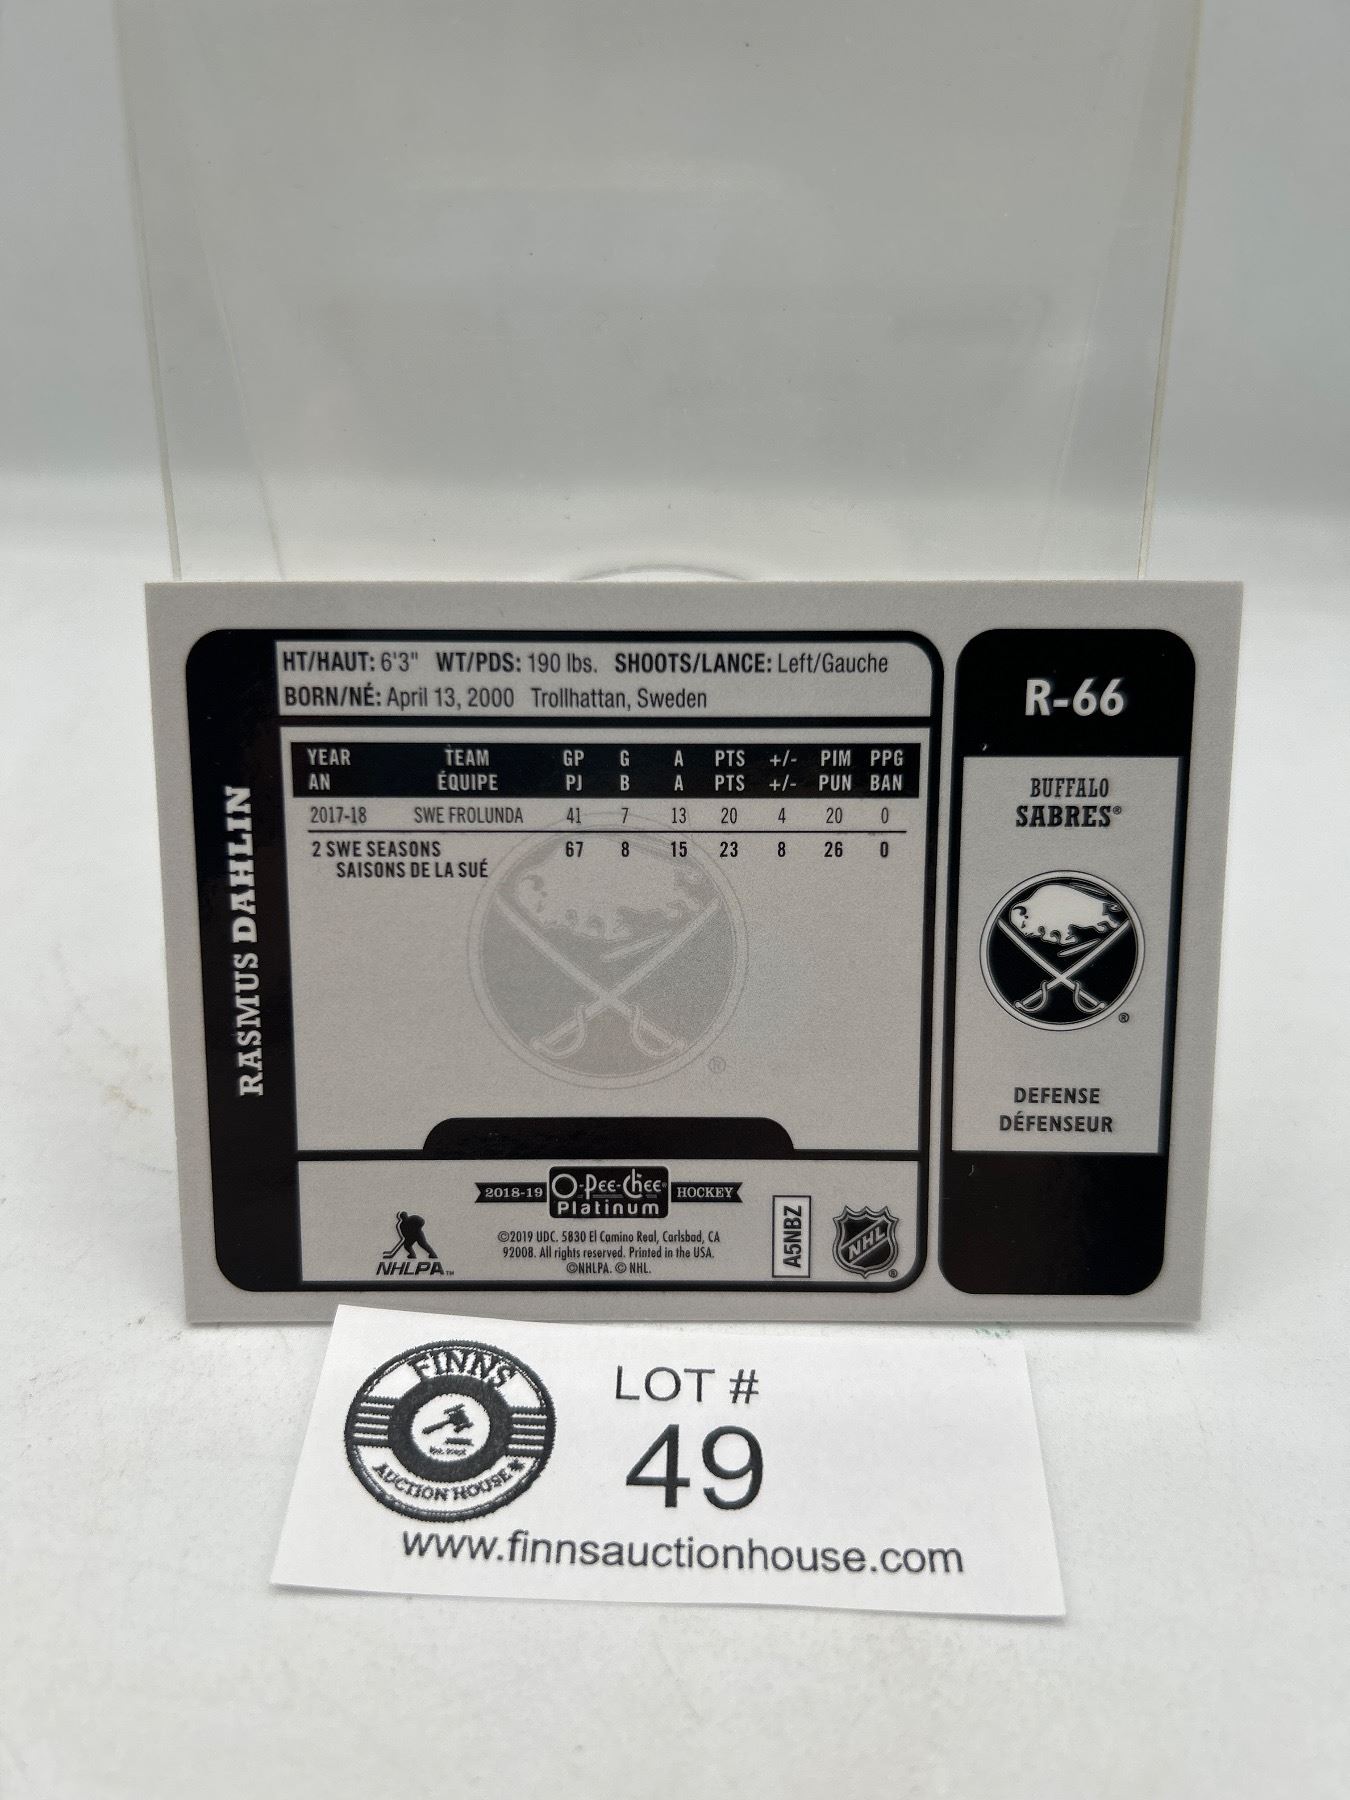 HT/HAUT: 6'3" WT/PDS: 190 lbs. SHOOTS/LANCE: Left/Gauche
BORN/NÉ: April 13, 2000 Trollhattan, Sweden
YEAR TEAM GP G A PTS +/- PIM PPG
AN ÉQUIPE PJ B A PTS +/- PUN BAN
2017-18 SWE FROLUNDA 41 7 13 20 4 20 0
2 SWE SEASONS 67 8 15 23 8 26 0
SAISONS DE LA SUÉ
RASMUS DAHLIN
R-66
BUFFALO
SABRES®
®
®
DEFENSE
DÉFENSEUR
2018-19 O-Pee-Chee® HOCKEY
Platinum
©2019 UDC. 5830 El Camino Real, Carlsbad, CA
92008. All rights reserved. Printed in the USA.
©NHLPA. © NHL.
NHLPA™
A5NBZ
NHL
®
FINNS
AUCTION HOUSE
LOT #
49
www.finnsauctionhouse.com